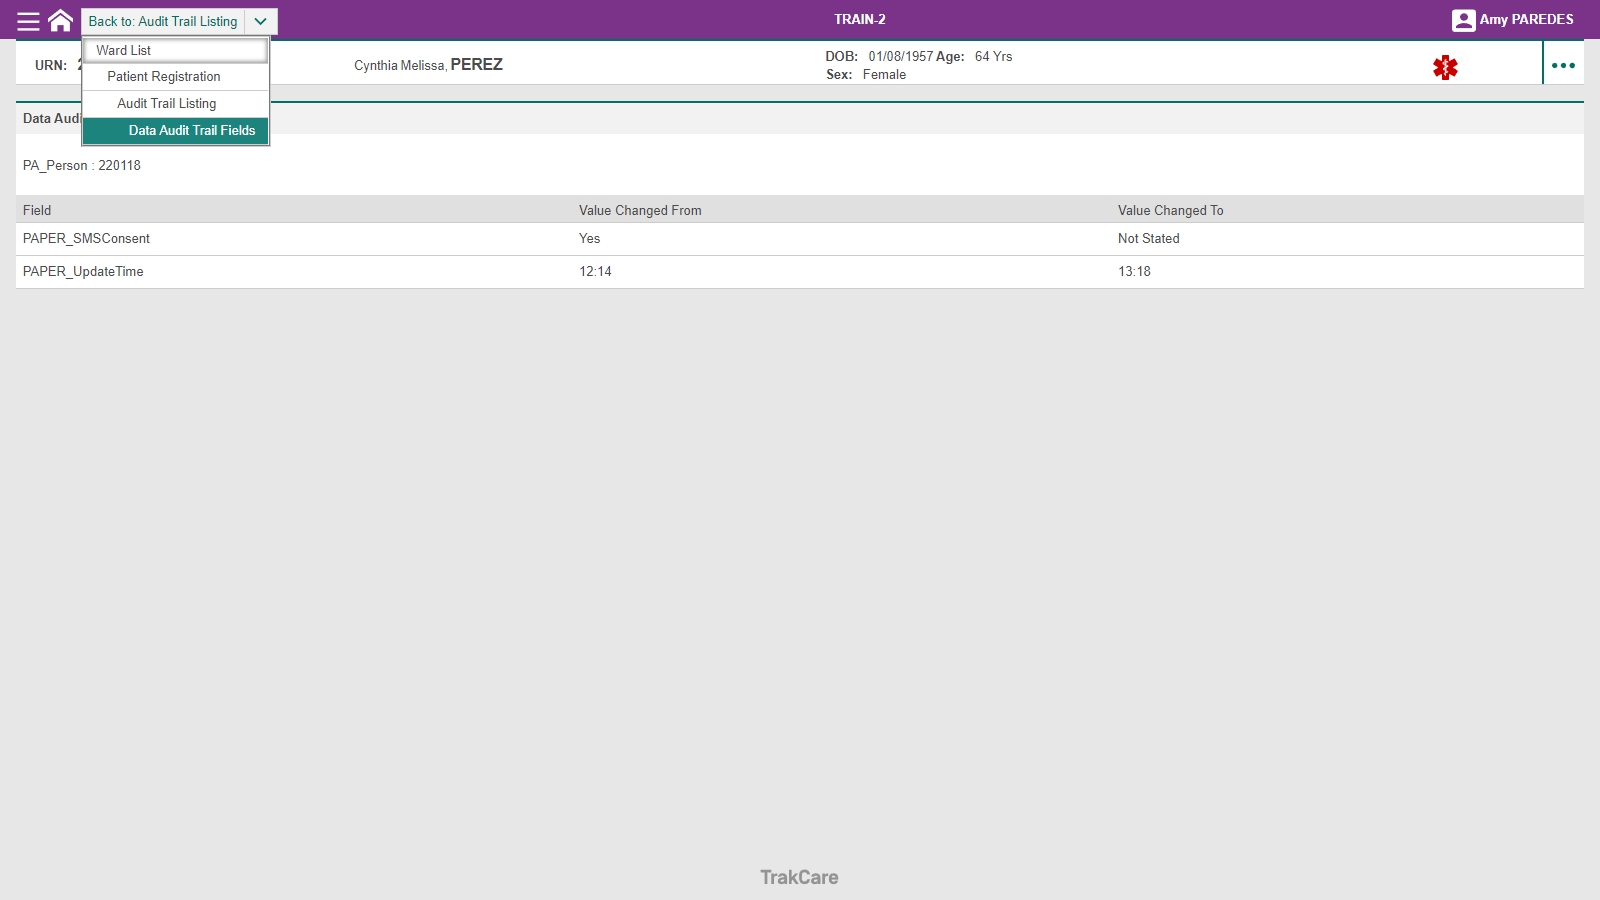 Back to: Audit Trail Listing
TRAIN-2
Amy PAREDES
Ward List
Patient Registration
Audit Trail Listing
Data Audit Trail Fields
URN:
Cynthia Melissa, PEREZ
DOB: 01/08/1957 Age: 64 Yrs
Sex: Female
Data Audi
PA_Person : 220118
Field Value Changed From Value Changed To
PAPER_SMSConsent Yes Not Stated
PAPER_UpdateTime 12:14 13:18
TrakCare